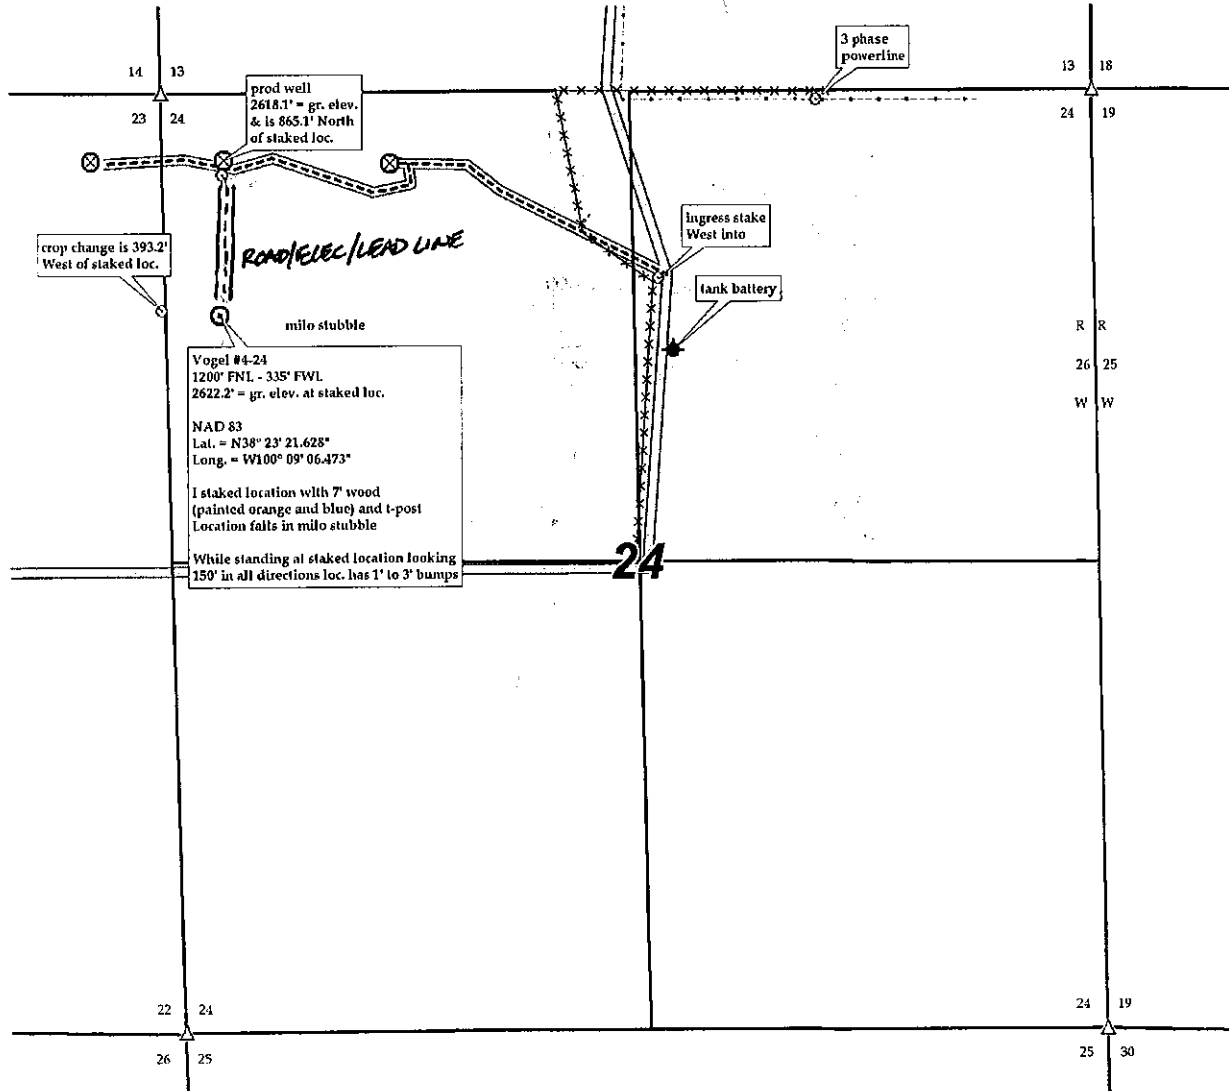 3 phase
powerline
14 13
13 18
prod well
2618.1' = gr. elev.
& is 865.1' North
of staked loc.
23 24
24 19
ingress stake
West into
crop change is 393.2'
West of staked loc.
ROAD/ELEC/LEAD LINE
tank battery
milo stubble
R R
26 25
W W
Vogel #4-24
1200' FNL - 335' FWL
2622.2' = gr. elev. at staked loc.
NAD 83
Lat. = N38° 23' 21.628"
Long. = W100° 09' 06.473"
I staked location with 7' wood
(painted orange and blue) and t-post
Location falls in milo stubble
While standing at staked location looking
150' in all directions loc. has 1' to 3' bumps
24
22 24
24 19
26 25
25 30